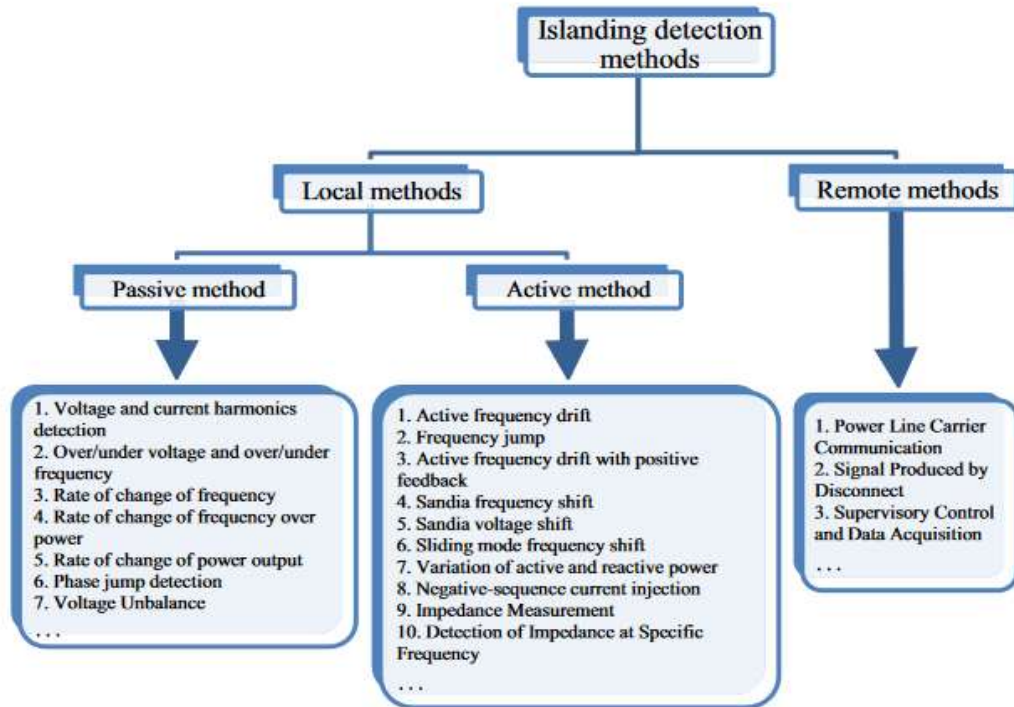 Islanding detection
methods
Local methods
Remote methods
Passive method
Active method
1. Voltage and current harmonics
detection
2. Over/under voltage and over/under
frequency
3. Rate of change of frequency
4. Rate of change of frequency over
power
5. Rate of change of power output
6. Phase jump detection
7. Voltage Unbalance
. . .
1. Active frequency drift
2. Frequency jump
3. Active frequency drift with positive
feedback
4. Sandia frequency shift
5. Sandia voltage shift
6. Sliding mode frequency shift
7. Variation of active and reactive power
8. Negative-sequence current injection
9. Impedance Measurement
10. Detection of Impedance at Specific
Frequency
. . .
1. Power Line Carrier
Communication
2. Signal Produced by
Disconnect
3. Supervisory Control
and Data Acquisition
. . .